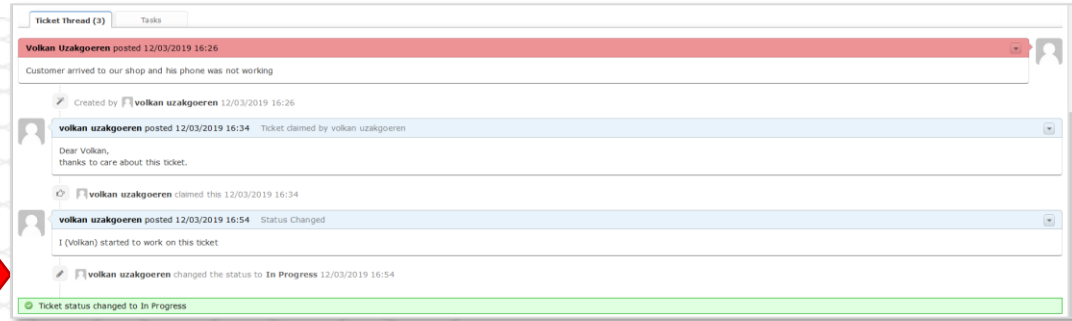 Ticket Thread (3) Tasks
Volkan Uzakgoeren posted 12/03/2019 16:26
Customer arrived to our shop and his phone was not working
Created by volkan uzakgoeren 12/03/2019 16:26
volkan uzakgoeren posted 12/03/2019 16:34 Ticket claimed by volkan uzakgoeren
Dear Volkan,
thanks to care about this ticket.
volkan uzakgoeren claimed this 12/03/2019 16:34
volkan uzakgoeren posted 12/03/2019 16:54 Status Changed
I (Volkan) started to work on this ticket
volkan uzakgoeren changed the status to In Progress 12/03/2019 16:54
Ticket status changed to In Progress